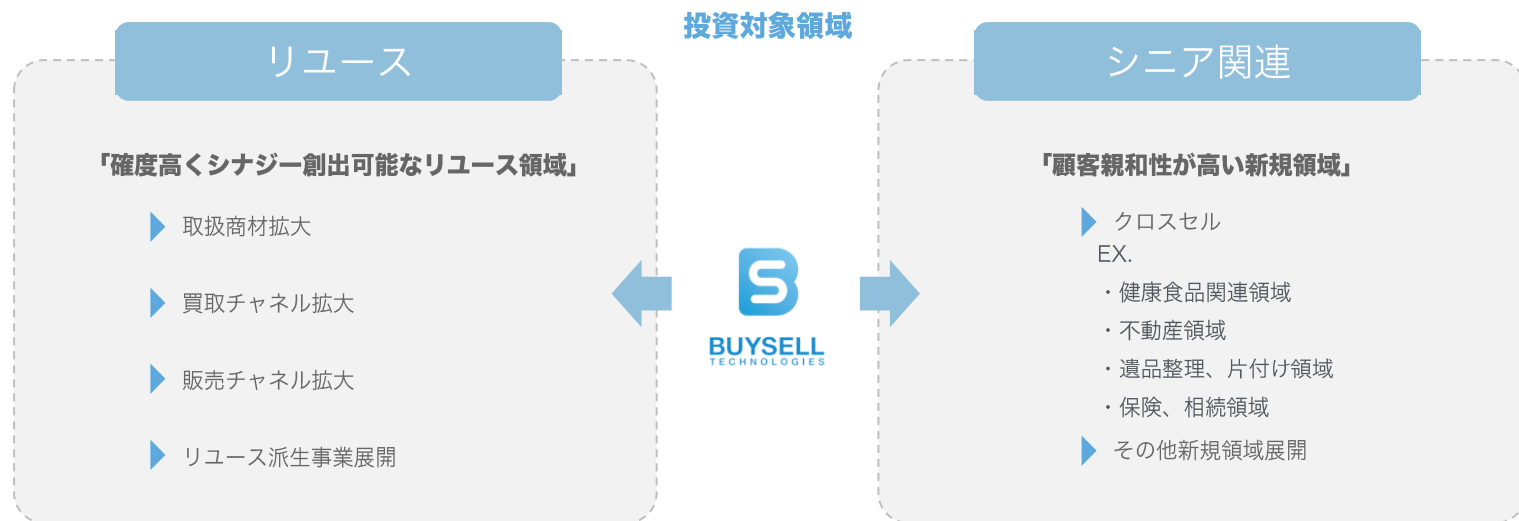 投資対象領域
リユース
「確度高くシナジー創出可能なリユース領域」
取扱商材拡大
買取チャネル拡大
販売チャネル拡大
リユース派生事業展開
BUYSELL
TECHNOLOGIES
シニア関連
「顧客親和性が高い新規領域」
クロスセル
EX.
・健康食品関連領域
・不動産領域
・遺品整理、片付け領域
・保険、相続領域
その他新規領域展開